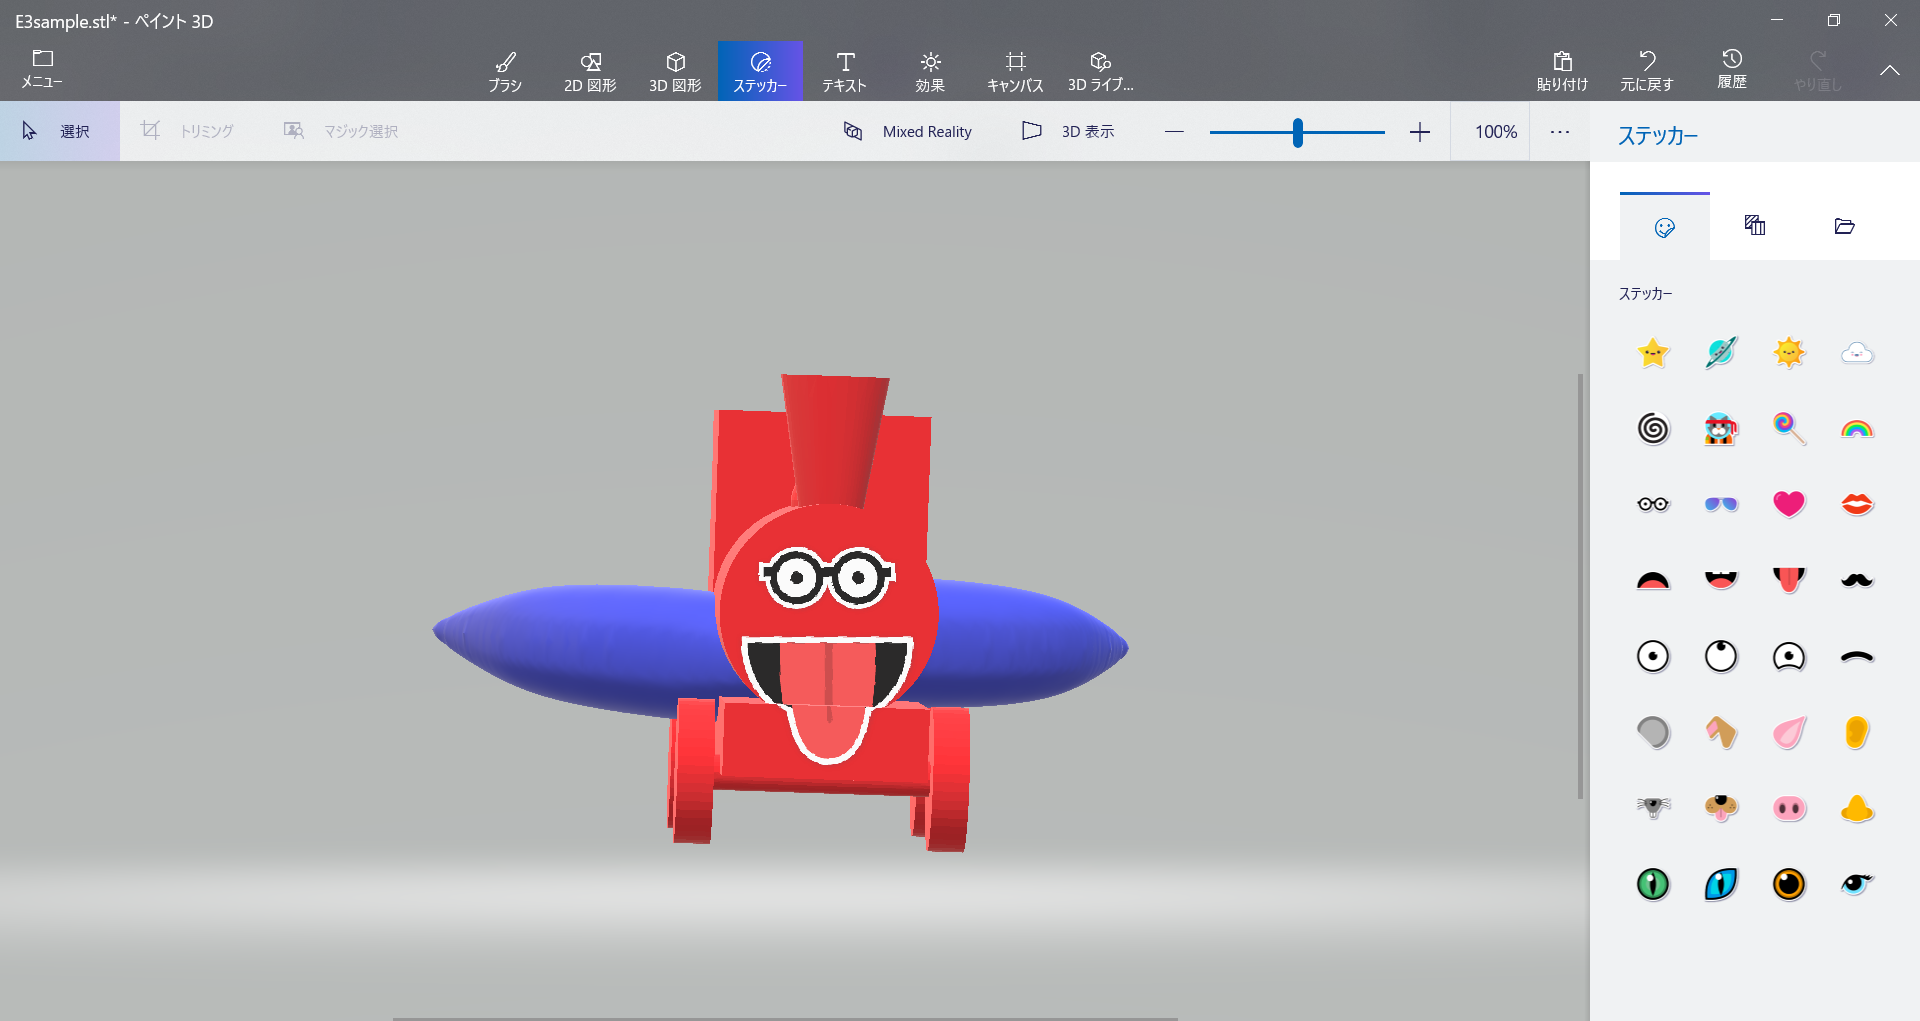 E3sample.stl* - ペイント 3D
メニュー
ブラシ
2D 図形
3D 図形
ステッカー
テキスト
効果
キャンバス
3D ライブ...
貼り付け
元に戻す
履歴
やり直し
選択
トリミング
マジック選択
Mixed Reality
3D 表示
100%
ステッカー
ステッカー